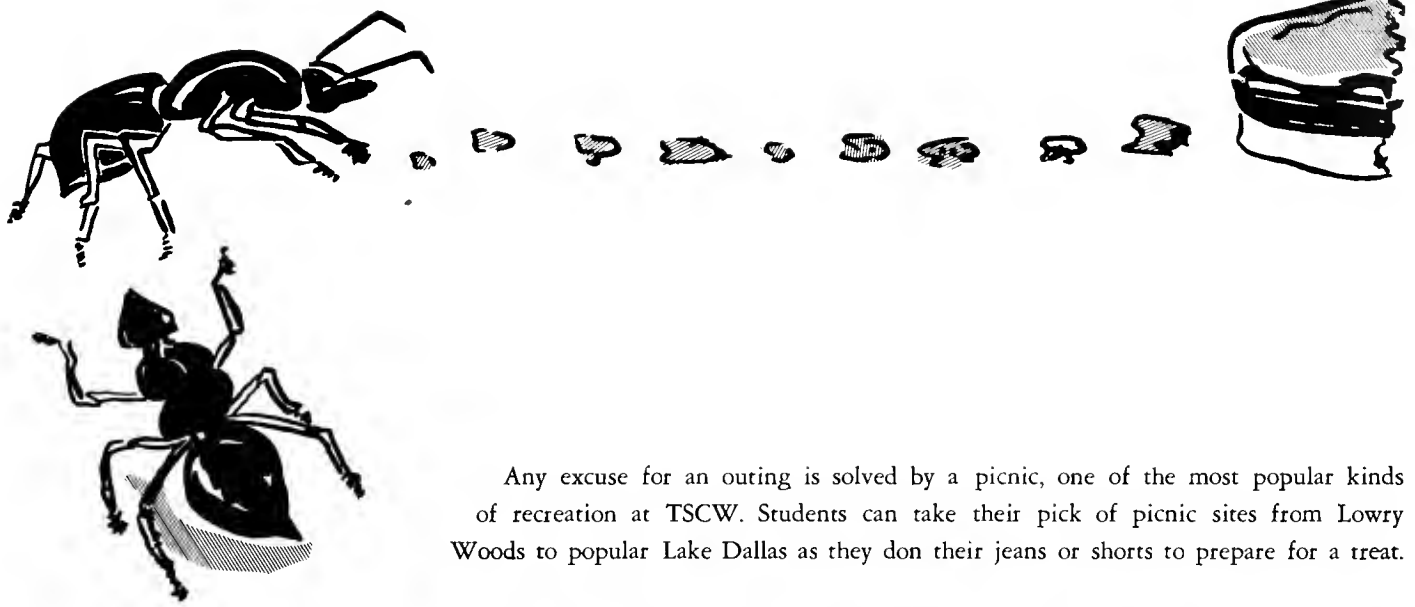 Any excuse for an outing is solved by a picnic, one of the most popular kinds
of recreation at TSCW. Students can take their pick of picnic sites from Lowry
Woods to popular Lake Dallas as they don their jeans or shorts to prepare for a treat.